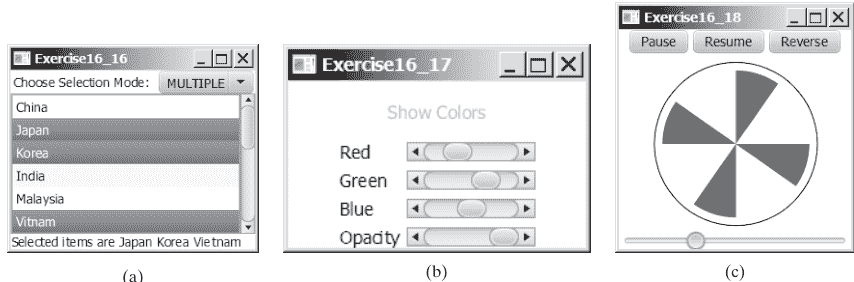 Exercise16_16
Choose Selection Mode: MULTIPLE
China
Japan
Korea
India
Malaysia
Vitnam
Selected items are Japan Korea Vietnam
(a)
Exercise16_17
Show Colors
Red
Green
Blue
Opacity
(b)
Exercise16_18
Pause Resume Reverse
(c)